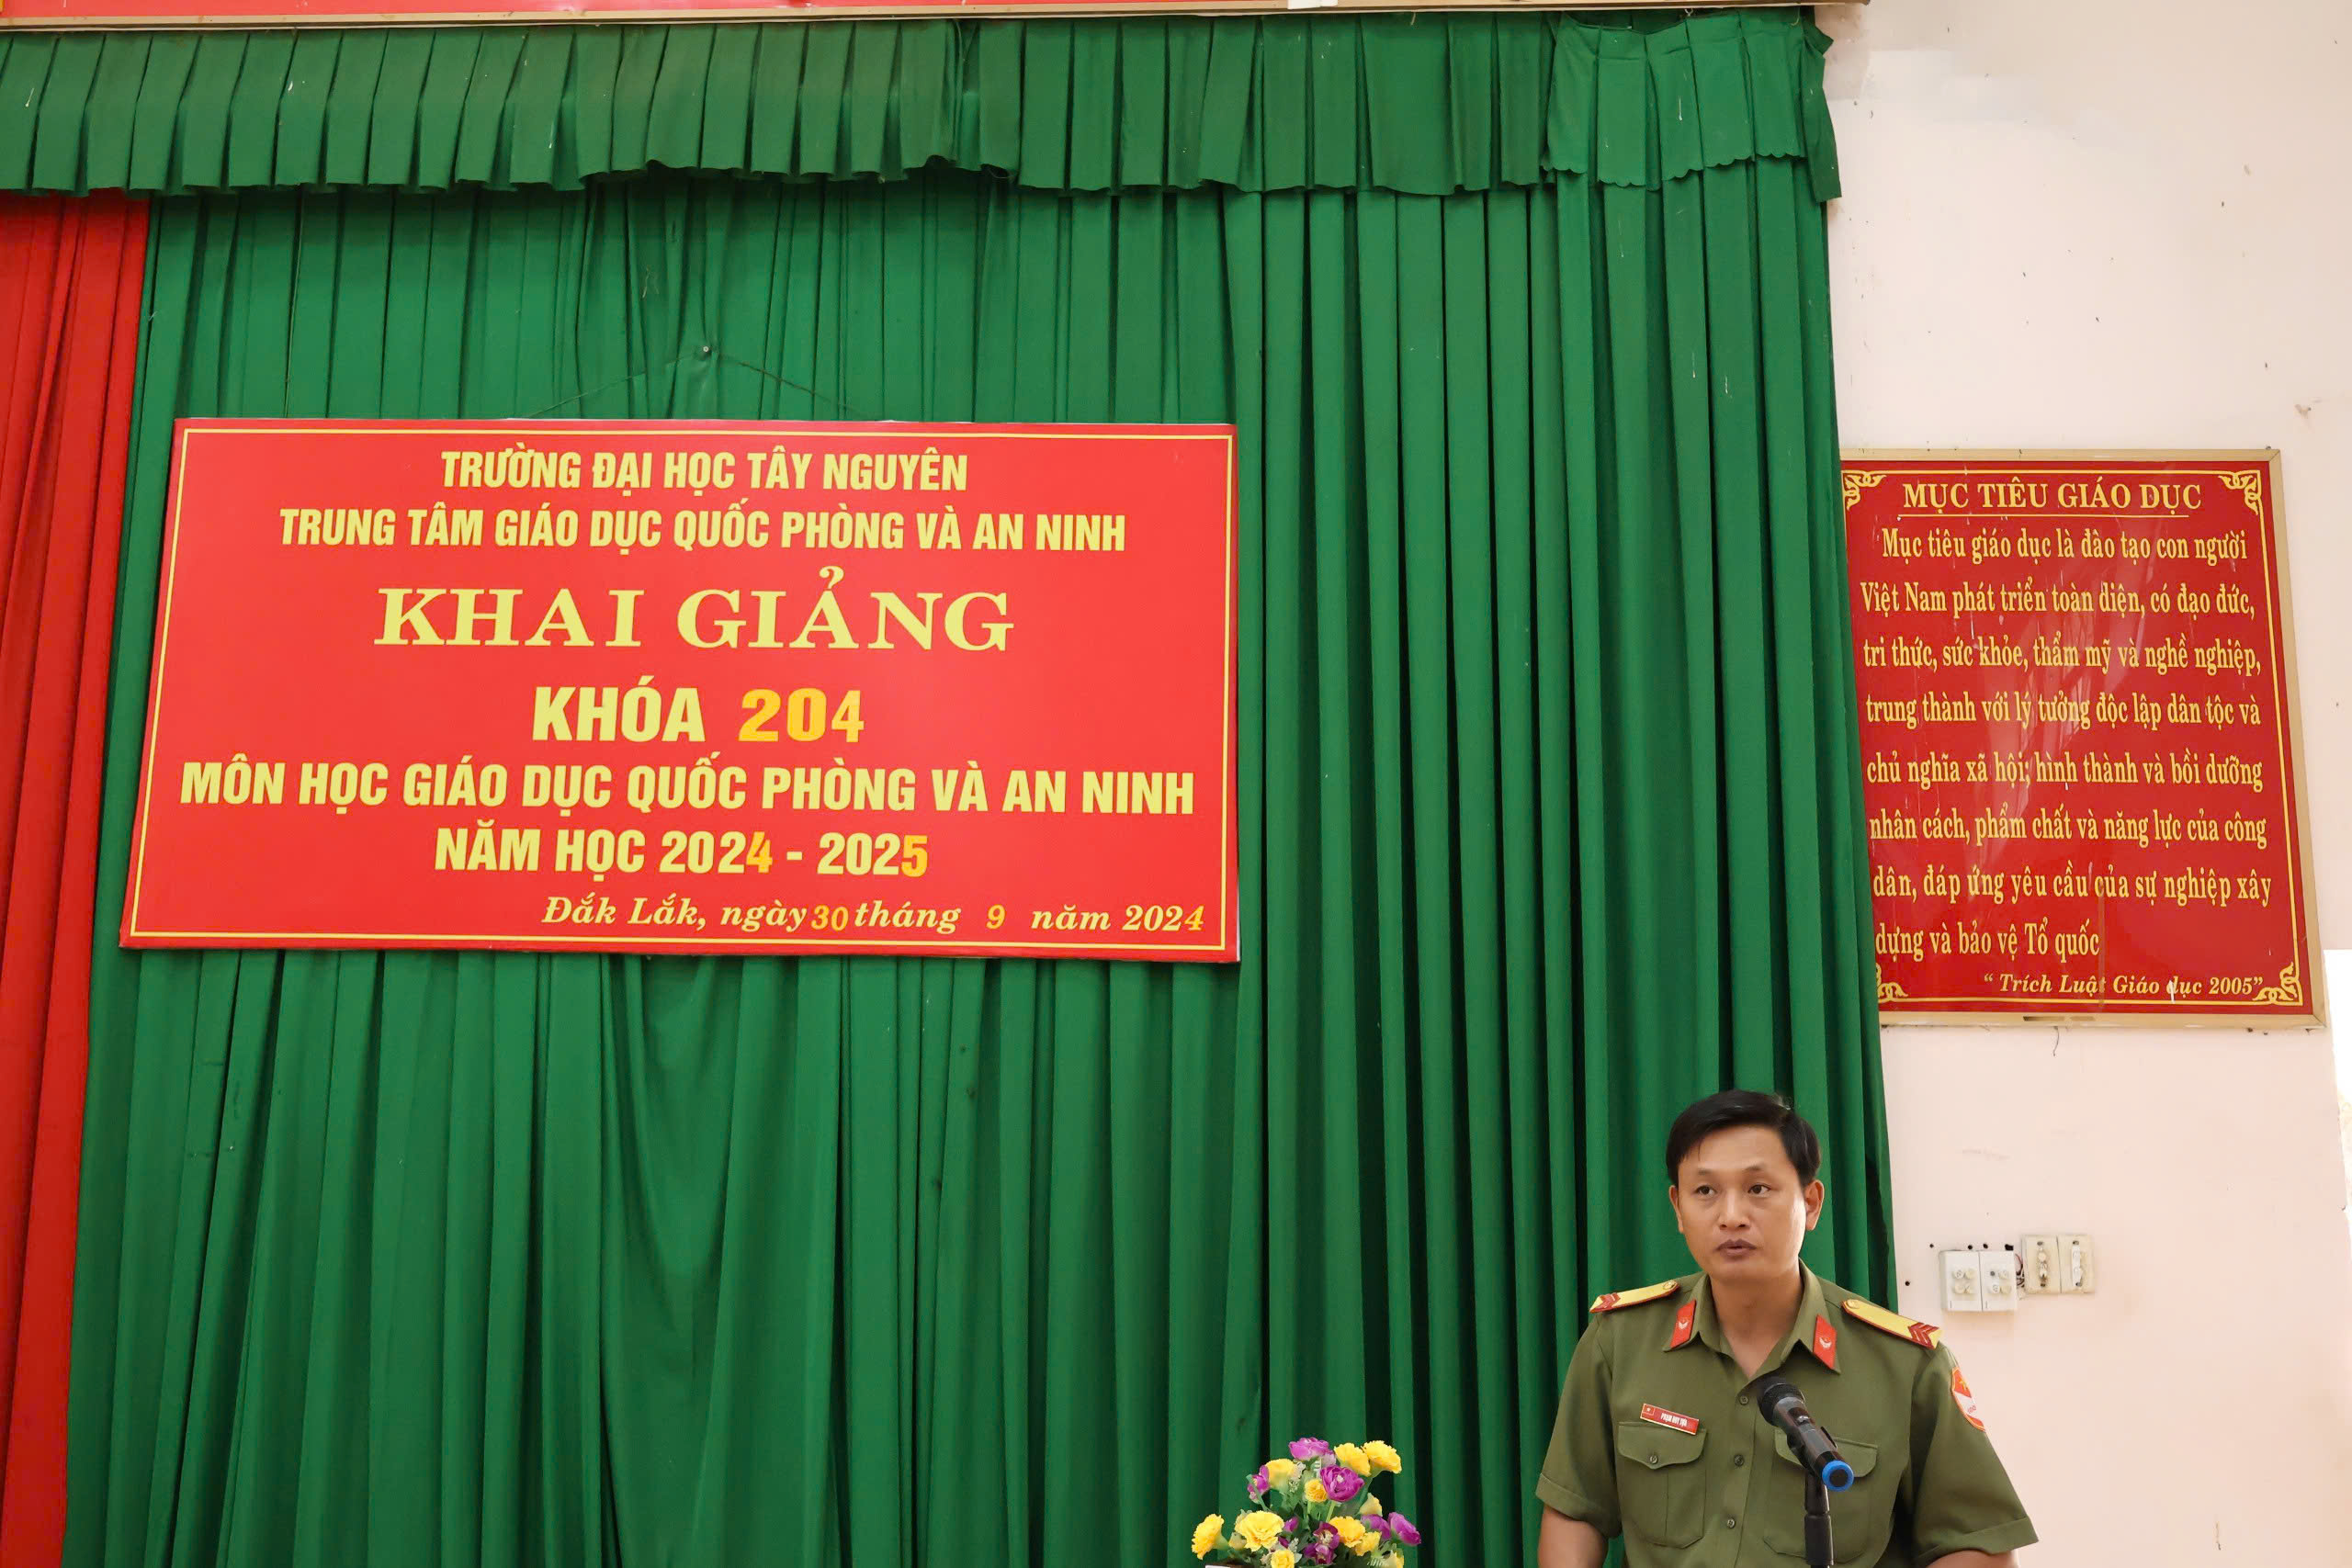 TRƯỜNG ĐẠI HỌC TÂY NGUYÊN
TRUNG TÂM GIÁO DỤC QUỐC PHÒNG VÀ AN NINH
KHAI GIẢNG
KHÓA 204
MÔN HỌC GIÁO DỤC QUỐC PHÒNG VÀ AN NINH
NĂM HỌC 2024 - 2025
Đắk Lắk, ngày 30 tháng 9 năm 2024
MỤC TIÊU GIÁO DỤC
Mục tiêu giáo dục là đào tạo con người
Việt Nam phát triển toàn diện, có đạo đức,
tri thức, sức khỏe, thẩm mỹ và nghề nghiệp,
trung thành với lý tưởng độc lập dân tộc và
chủ nghĩa xã hội; hình thành và bồi dưỡng
nhân cách, phẩm chất và năng lực của công
dân, đáp ứng yêu cầu của sự nghiệp xây
dựng và bảo vệ Tổ quốc
“ Trích Luật Giáo dục 2005”
PHẠM